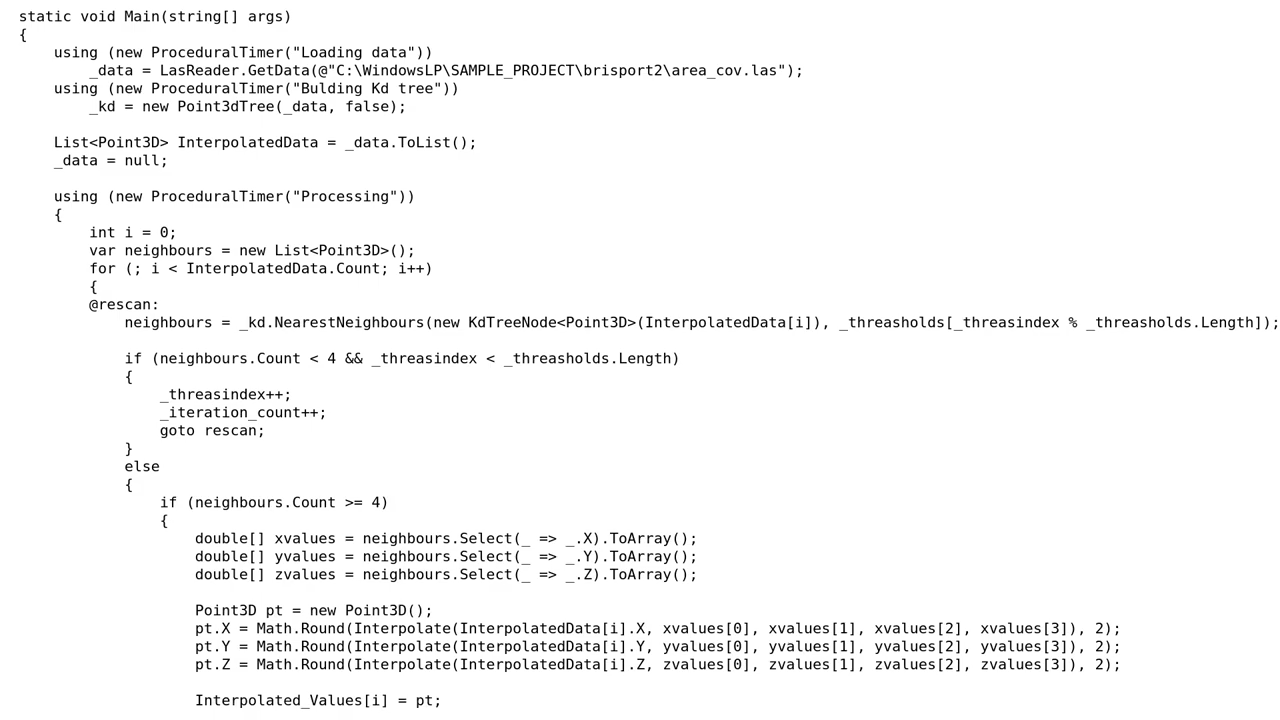 static void Main(string[] args)
{
using (new ProceduralTimer("Loading data"))
_data = LasReader.GetData(@"C:\WindowsLP\SAMPLE_PROJECT\brisport2\area_cov.las");
using (new ProceduralTimer("Bulding Kd tree"))
_kd = new Point3dTree(_data, false);
List<Point3D> InterpolatedData = _data.ToList();
_data = null;
using (new ProceduralTimer("Processing"))
{
int i = 0;
var neighbours = new List<Point3D>();
for (; i < InterpolatedData.Count; i++)
{
@rescan:
neighbours = _kd.NearestNeighbours(new KdTreeNode<Point3D>(InterpolatedData[i]), _threasholds[_threasindex % _threasholds.Length]);
if (neighbours.Count < 4 && _threasindex < _threasholds.Length)
{
_threasindex++;
_iteration_count++;
goto rescan;
}
else
{
if (neighbours.Count >= 4)
{
double[] xvalues = neighbours.Select(_ => _.X).ToArray();
double[] yvalues = neighbours.Select(_ => _.Y).ToArray();
double[] zvalues = neighbours.Select(_ => _.Z).ToArray();
Point3D pt = new Point3D();
pt.X = Math.Round(Interpolate(InterpolatedData[i].X, xvalues[0], xvalues[1], xvalues[2], xvalues[3]), 2);
pt.Y = Math.Round(Interpolate(InterpolatedData[i].Y, yvalues[0], yvalues[1], yvalues[2], yvalues[3]), 2);
pt.Z = Math.Round(Interpolate(InterpolatedData[i].Z, zvalues[0], zvalues[1], zvalues[2], zvalues[3]), 2);
Interpolated_Values[i] = pt;